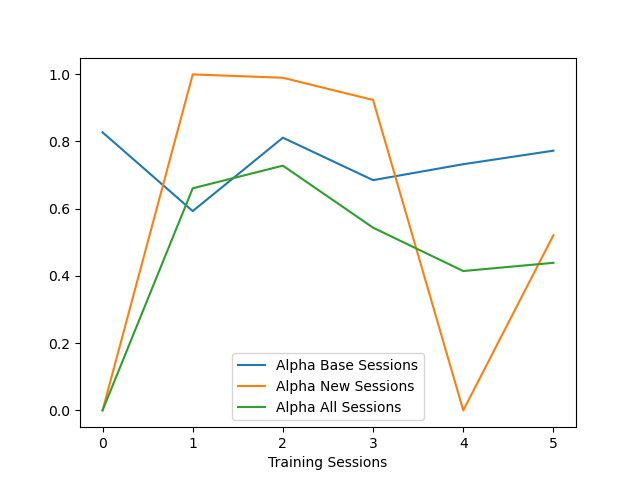 1.0
0.8
0.6
0.4
0.2
0.0
Alpha Base Sessions
Alpha New Sessions
Alpha All Sessions
0 1 2 3 4 5
Training Sessions